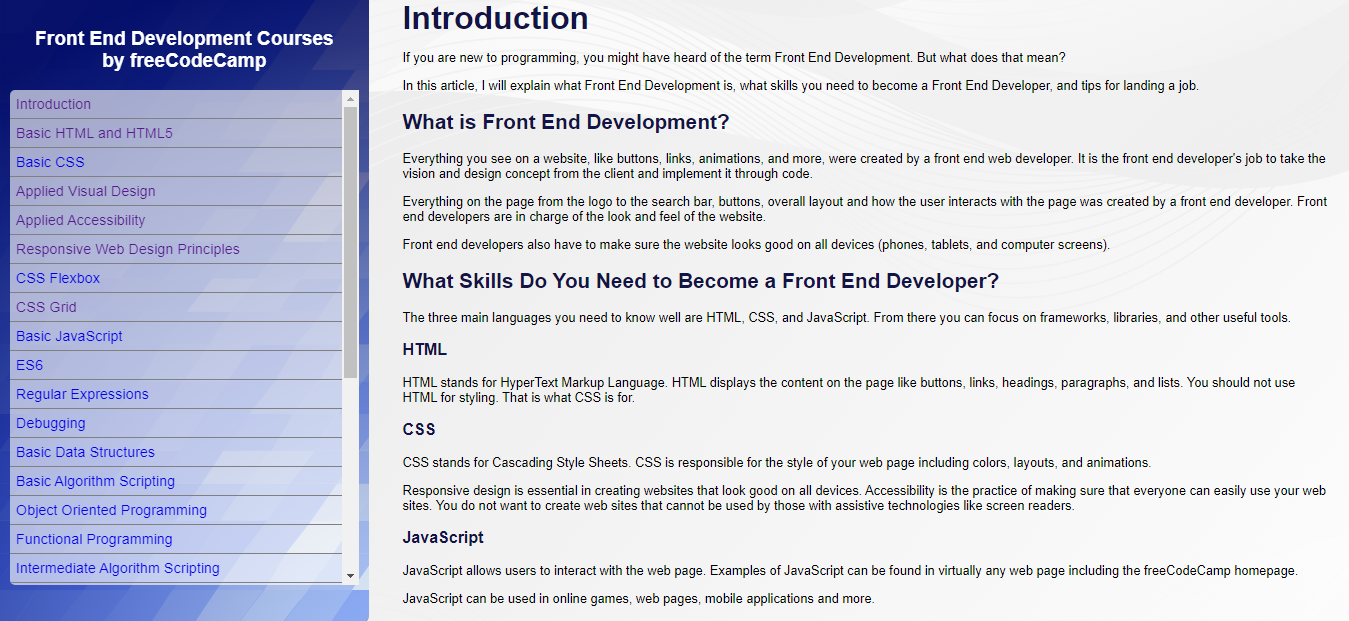 Front End Development Courses
by freeCodeCamp
Introduction
Basic HTML and HTML5
Basic CSS
Applied Visual Design
Applied Accessibility
Responsive Web Design Principles
CSS Flexbox
CSS Grid
Basic JavaScript
ES6
Regular Expressions
Debugging
Basic Data Structures
Basic Algorithm Scripting
Object Oriented Programming
Functional Programming
Intermediate Algorithm Scripting
Introduction
If you are new to programming, you might have heard of the term Front End Development. But what does that mean?
In this article, I will explain what Front End Development is, what skills you need to become a Front End Developer, and tips for landing a job.
What is Front End Development?
Everything you see on a website, like buttons, links, animations, and more, were created by a front end web developer. It is the front end developer's job to take the
vision and design concept from the client and implement it through code.
Everything on the page from the logo to the search bar, buttons, overall layout and how the user interacts with the page was created by a front end developer. Front
end developers are in charge of the look and feel of the website.
Front end developers also have to make sure the website looks good on all devices (phones, tablets, and computer screens).
What Skills Do You Need to Become a Front End Developer?
The three main languages you need to know well are HTML, CSS, and JavaScript. From there you can focus on frameworks, libraries, and other useful tools.
HTML
HTML stands for HyperText Markup Language. HTML displays the content on the page like buttons, links, headings, paragraphs, and lists. You should not use
HTML for styling. That is what CSS is for.
CSS
CSS stands for Cascading Style Sheets. CSS is responsible for the style of your web page including colors, layouts, and animations.
Responsive design is essential in creating websites that look good on all devices. Accessibility is the practice of making sure that everyone can easily use your web
sites. You do not want to create web sites that cannot be used by those with assistive technologies like screen readers.
JavaScript
JavaScript allows users to interact with the web page. Examples of JavaScript can be found in virtually any web page including the freeCodeCamp homepage.
JavaScript can be used in online games, web pages, mobile applications and more.